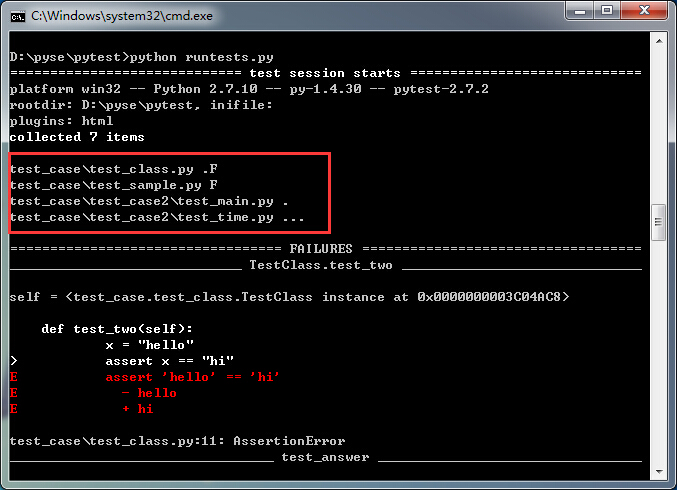 C:\Windows\system32\cmd.exe
D:\pyse\pytest>python runtests.py
============================= test session starts =============================
platform win32 -- Python 2.7.10 -- py-1.4.30 -- pytest-2.7.2
rootdir: D:\pyse\pytest, inifile:
plugins: html
collected 7 items
test_case\test_class.py .F
test_case\test_sample.py F
test_case\test_case2\test_main.py .
test_case\test_case2\test_time.py ...
================================== FAILURES ===================================
_____________________________ TestClass.test_two ______________________________
self = <test_case.test_class.TestClass instance at 0x0000000003C04AC8>
    def test_two(self):
            x = "hello"
>           assert x == "hi"
E           assert 'hello' == 'hi'
E             - hello
E             + hi
test_case\test_class.py:11: AssertionError
_________________________________ test_answer _________________________________